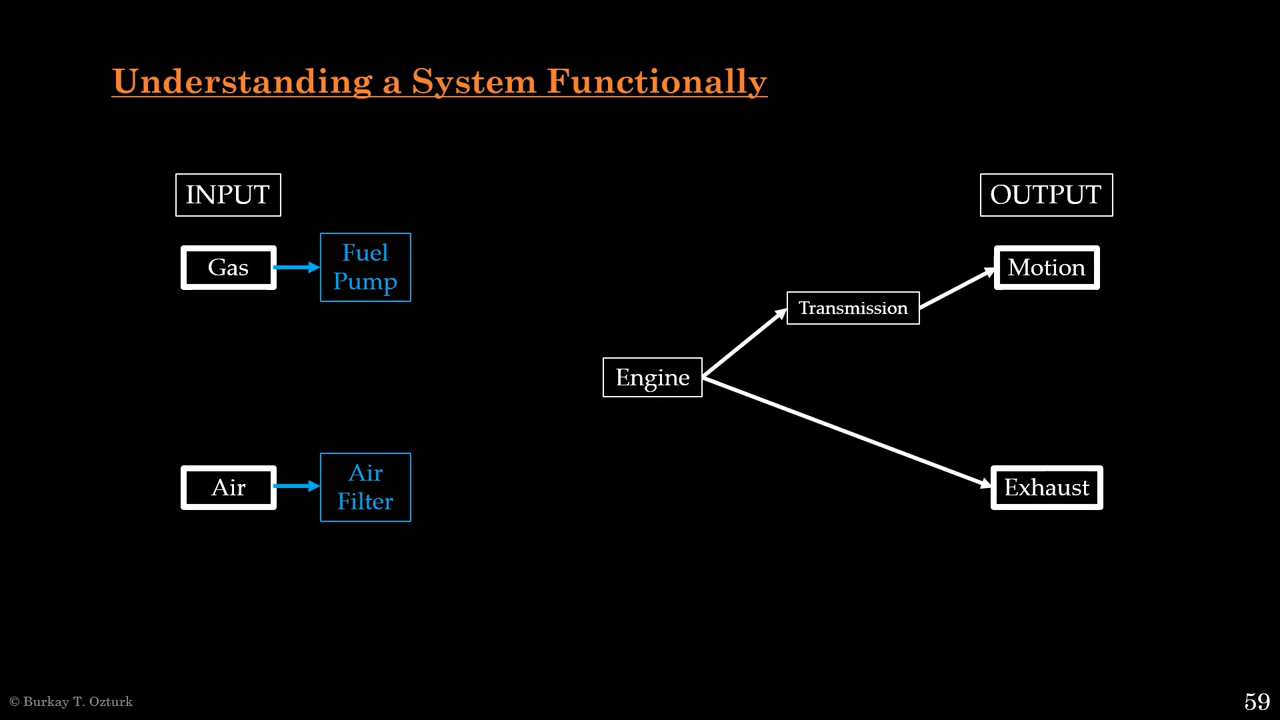 Understanding a System Functionally
INPUT
OUTPUT
Gas
Fuel
Pump
Motion
Transmission
Engine
Air
Air
Filter
Exhaust
© Burkay T. Ozturk
59